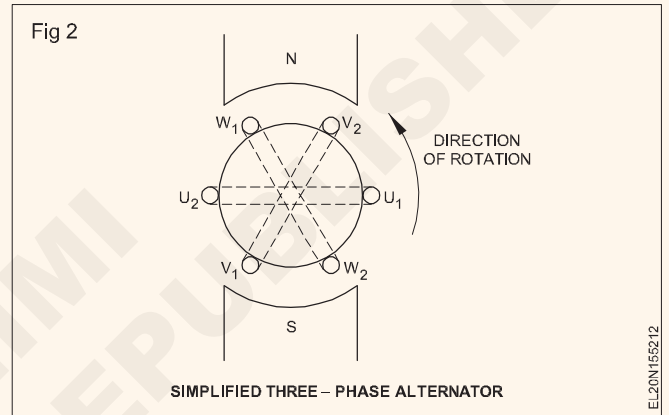 Fig 2
N
W1 V2
DIRECTION
OF ROTATION
U2 U1
V1 W2
S
SIMPLIFIED THREE – PHASE ALTERNATOR
EL20N155212